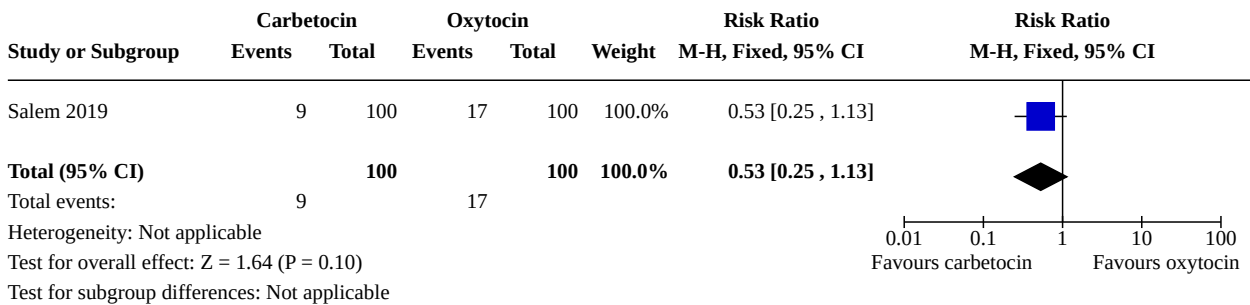 Carbetocin Oxytocin Risk Ratio Risk Ratio
Study or Subgroup Events Total Events Total Weight M-H, Fixed, 95% CI M-H, Fixed, 95% CI
Salem 2019 9 100 17 100 100.0% 0.53 [0.25 , 1.13]
Total (95% CI) 100 100 100.0% 0.53 [0.25 , 1.13]
Total events: 9 17
Heterogeneity: Not applicable 0.01 0.1 1 10 100
Test for overall effect: Z = 1.64 (P = 0.10) Favours carbetocin Favours oxytocin
Test for subgroup differences: Not applicable